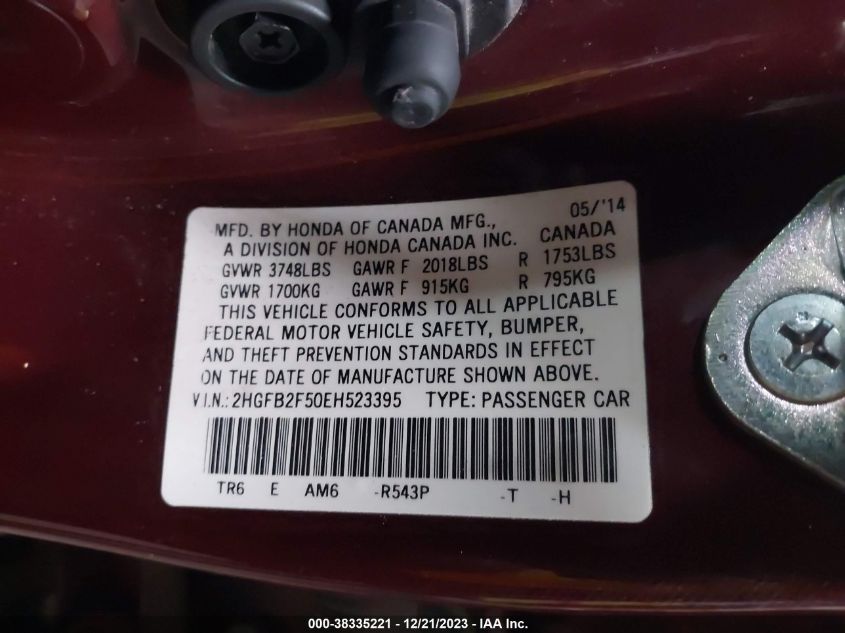 MFD. BY HONDA OF CANADA MFG., 05/'14
A DIVISION OF HONDA CANADA INC. CANADA
GVWR 3748LBS GAWR F 2018LBS R 1753LBS
GVWR 1700KG GAWR F 915KG R 795KG
THIS VEHICLE CONFORMS TO ALL APPLICABLE
FEDERAL MOTOR VEHICLE SAFETY, BUMPER,
AND THEFT PREVENTION STANDARDS IN EFFECT
ON THE DATE OF MANUFACTURE SHOWN ABOVE.
V.I.N.: 2HGFB2F50EH523395 TYPE: PASSENGER CAR
TR6 E AM6 -R543P -T -H
000-38335221 - 12/21/2023 - IAA Inc.